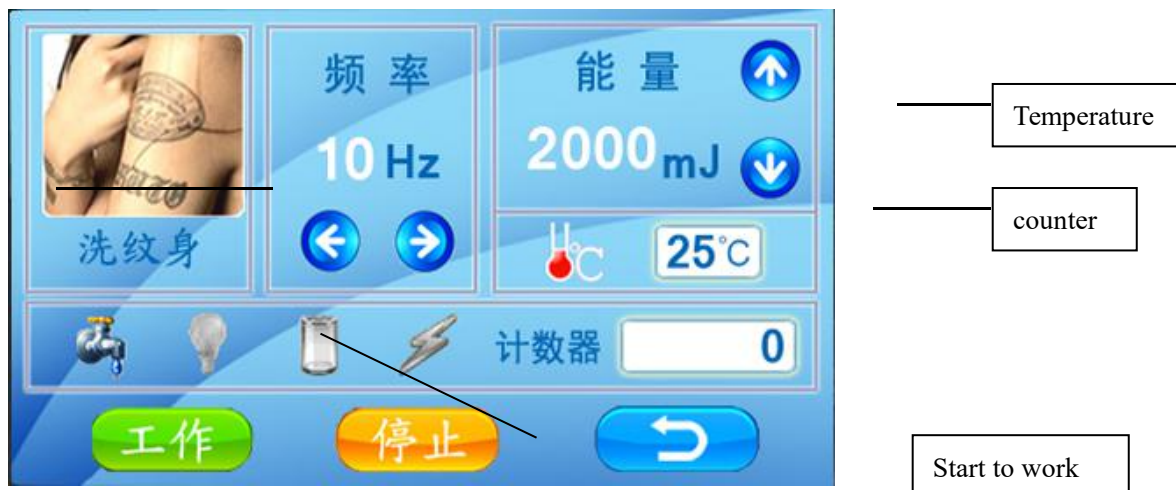 频率
能量
10 Hz
2000 mJ
洗纹身
℃
25℃
计数器
0
工作
停止
Temperature
counter
Start to work